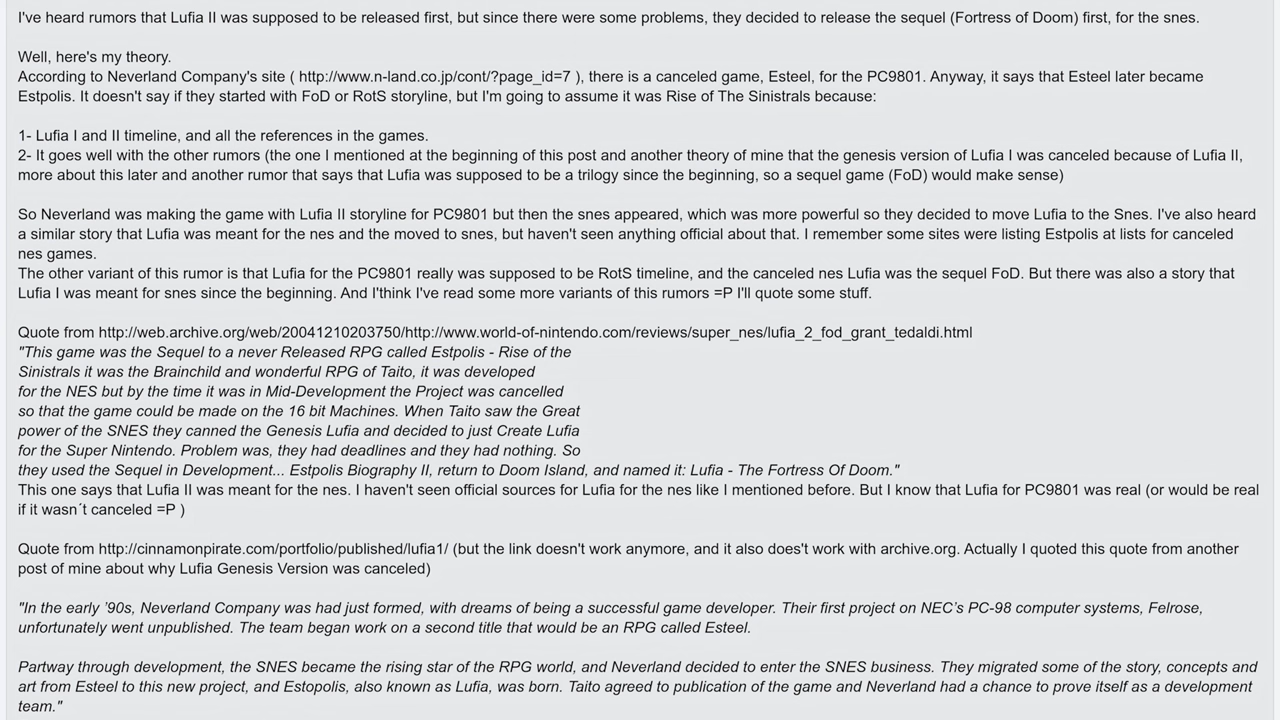 I've heard rumors that Lufia II was supposed to be released first, but since there were some problems, they decided to release the sequel (Fortress of Doom) first, for the snes.
Well, here's my theory.
According to Neverland Company's site ( http://www.n-land.co.jp/cont/?page_id=7 ), there is a canceled game, Esteel, for the PC9801. Anyway, it says that Esteel later became
Estpolis. It doesn't say if they started with FoD or RotS storyline, but I'm going to assume it was Rise of The Sinistrals because:
1- Lufia I and II timeline, and all the references in the games.
2- It goes well with the other rumors (the one I mentioned at the beginning of this post and another theory of mine that the genesis version of Lufia I was canceled because of Lufia II,
more about this later and another rumor that says that Lufia was supposed to be a trilogy since the beginning, so a sequel game (FoD) would make sense)
So Neverland was making the game with Lufia II storyline for PC9801 but then the snes appeared, which was more powerful so they decided to move Lufia to the Snes. I've also heard
a similar story that Lufia was meant for the nes and the moved to snes, but haven't seen anything official about that. I remember some sites were listing Estpolis at lists for canceled
nes games.
The other variant of this rumor is that Lufia for the PC9801 really was supposed to be RotS timeline, and the canceled nes Lufia was the sequel FoD. But there was also a story that
Lufia I was meant for snes since the beginning. And I'think I've read some more variants of this rumors =P I'll quote some stuff.
Quote from http://web.archive.org/web/20041210203750/http://www.world-of-nintendo.com/reviews/super_nes/lufia_2_fod_grant_tedaldi.html
"This game was the Sequel to a never Released RPG called Estpolis - Rise of the
Sinistrals it was the Brainchild and wonderful RPG of Taito, it was developed
for the NES but by the time it was in Mid-Development the Project was cancelled
so that the game could be made on the 16 bit Machines. When Taito saw the Great
power of the SNES they canned the Genesis Lufia and decided to just Create Lufia
for the Super Nintendo. Problem was, they had deadlines and they had nothing. So
they used the Sequel in Development... Estpolis Biography II, return to Doom Island, and named it: Lufia - The Fortress Of Doom."
This one says that Lufia II was meant for the nes. I haven't seen official sources for Lufia for the nes like I mentioned before. But I know that Lufia for PC9801 was real (or would be real
if it wasn´t canceled =P )
Quote from http://cinnamonpirate.com/portfolio/published/lufia1/ (but the link doesn't work anymore, and it also does't work with archive.org. Actually I quoted this quote from another
post of mine about why Lufia Genesis Version was canceled)
"In the early ’90s, Neverland Company was had just formed, with dreams of being a successful game developer. Their first project on NEC’s PC-98 computer systems, Felrose,
unfortunately went unpublished. The team began work on a second title that would be an RPG called Esteel.
Partway through development, the SNES became the rising star of the RPG world, and Neverland decided to enter the SNES business. They migrated some of the story, concepts and
art from Esteel to this new project, and Estopolis, also known as Lufia, was born. Taito agreed to publication of the game and Neverland had a chance to prove itself as a development
team."